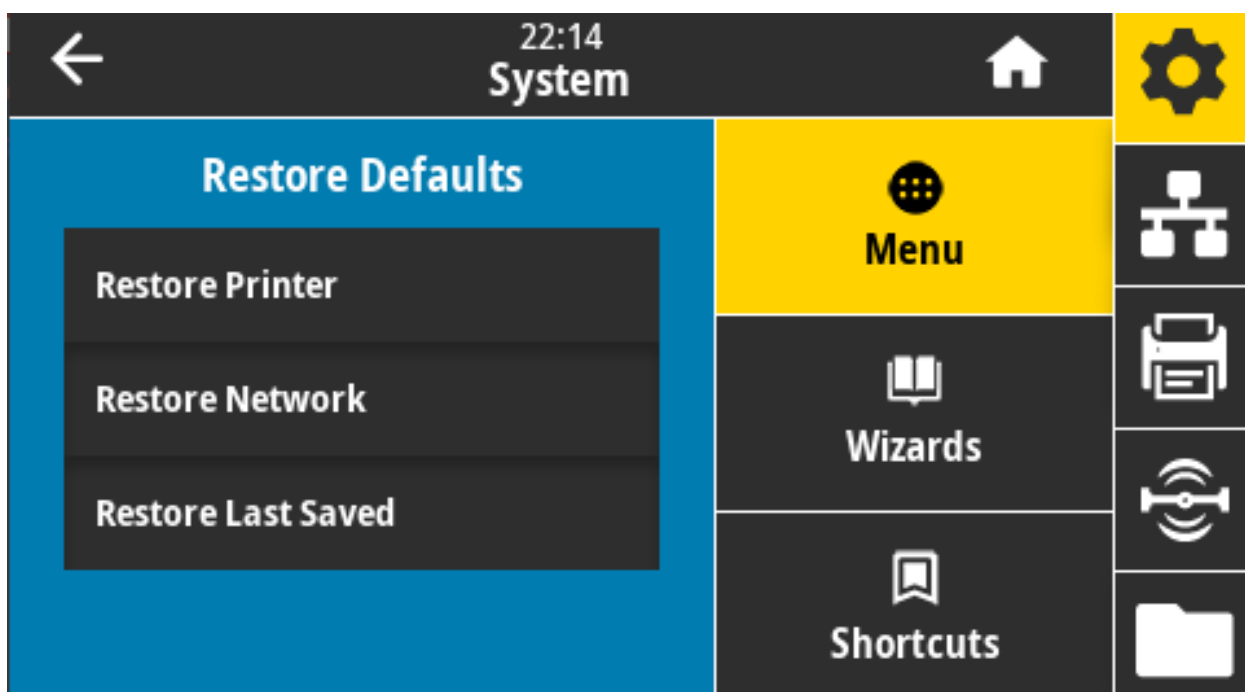 22:14
System
Restore Defaults
Restore Printer
Restore Network
Restore Last Saved
Menu
Wizards
Shortcuts